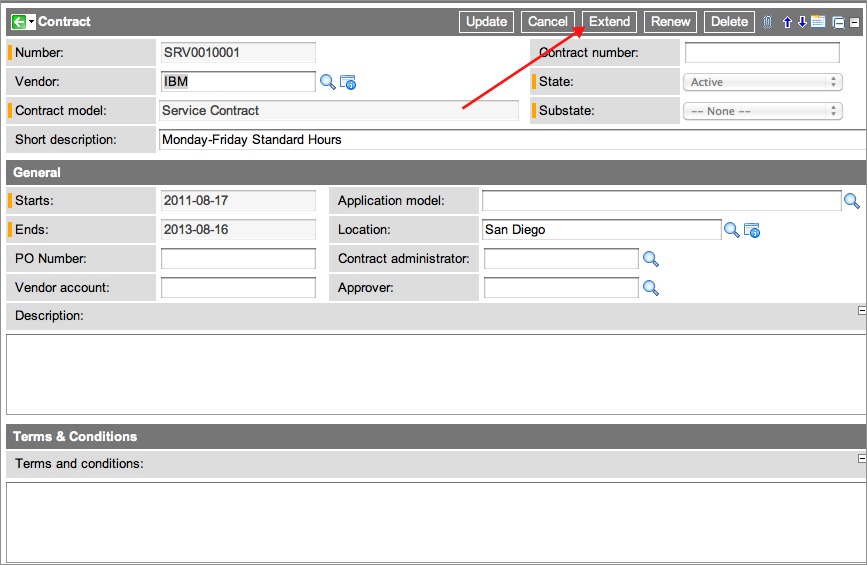 Contract Update Cancel Extend Renew Delete
Number: SRV0010001 Contract number:
Vendor: IBM State: Active
Contract model: Service Contract Substate: -- None --
Short description: Monday-Friday Standard Hours
General
Starts: 2011-08-17 Application model:
Ends: 2013-08-16 Location: San Diego
PO Number: Contract administrator:
Vendor account: Approver:
Description:
Terms & Conditions
Terms and conditions: